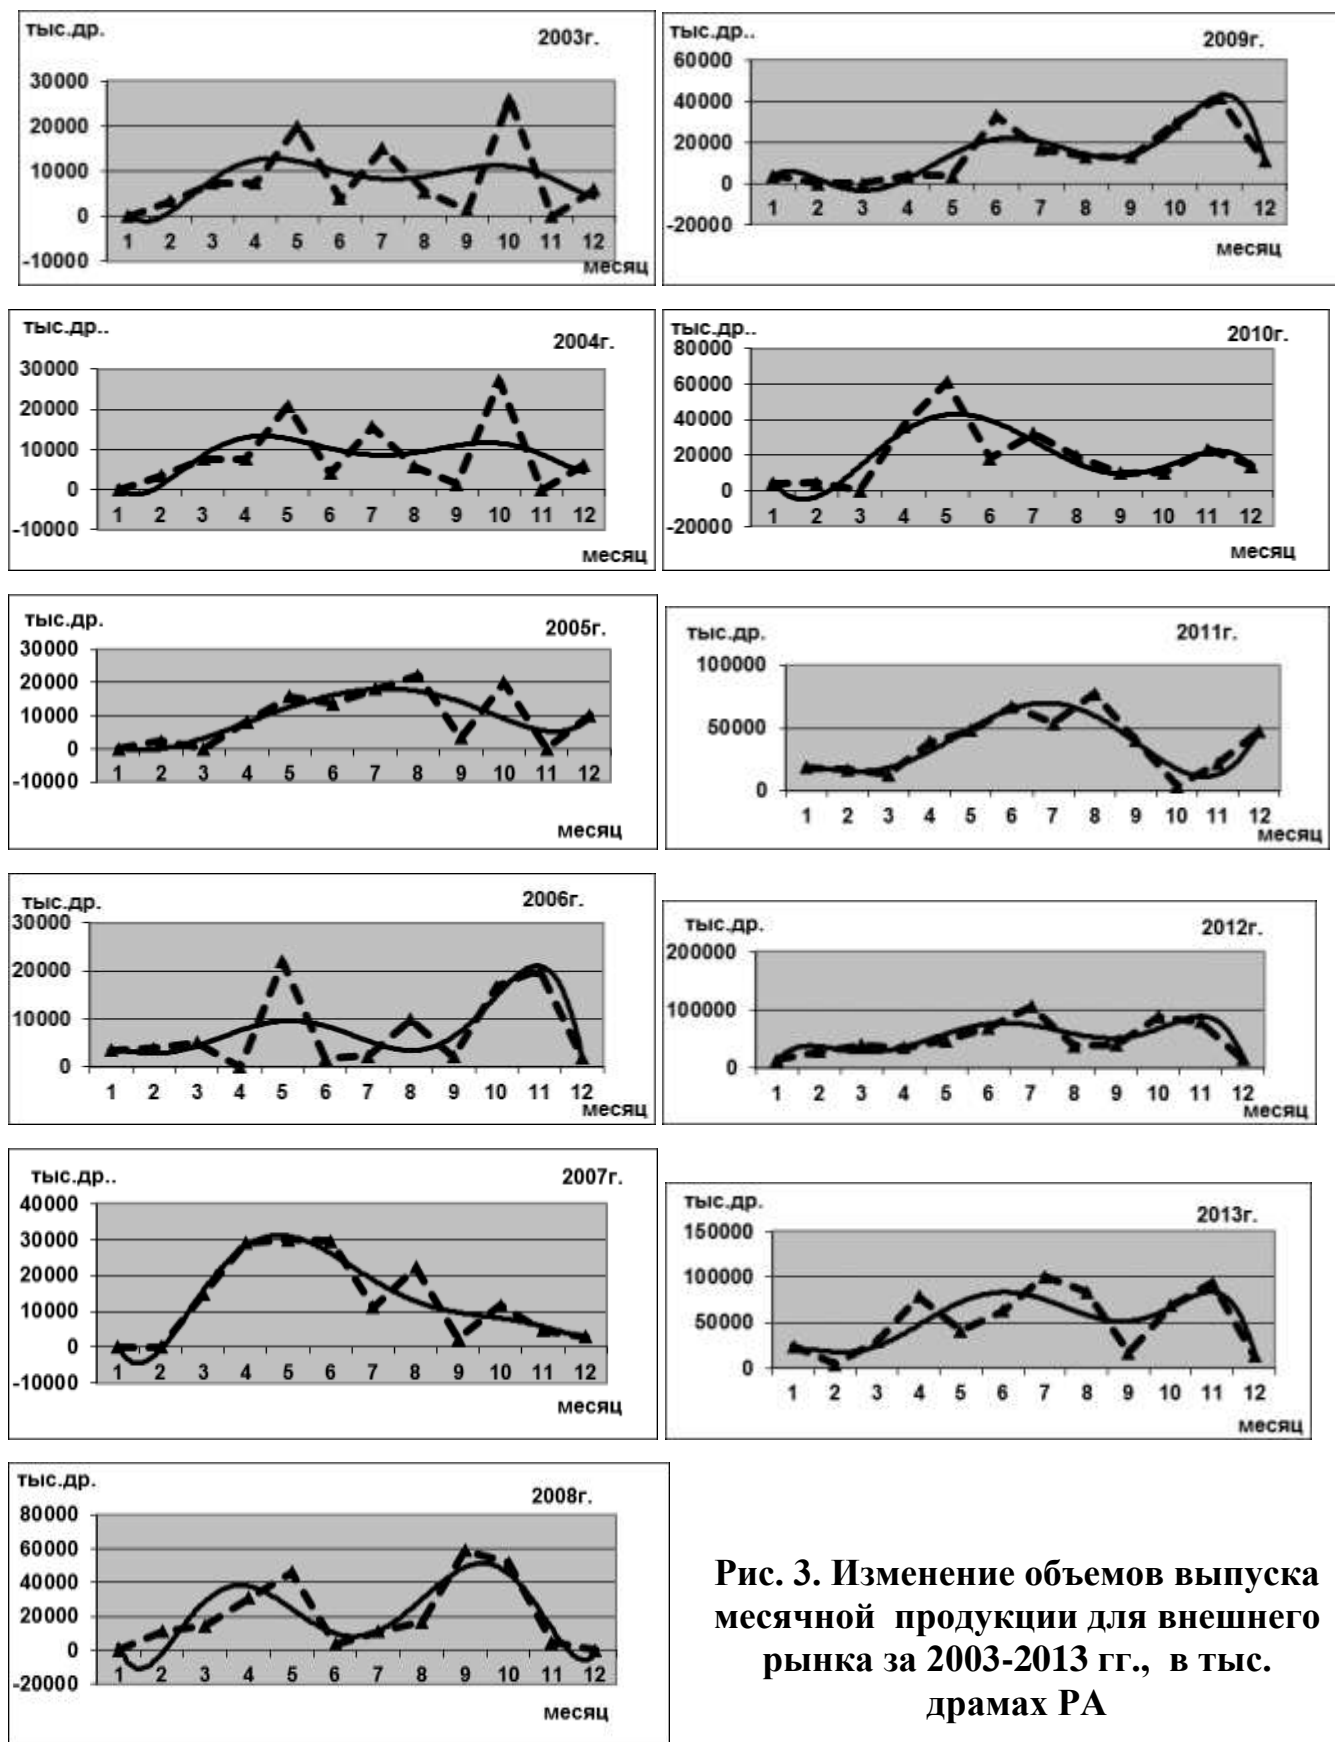 тыс.др.
2003г.
30000
20000
10000
0
-10000
1 2 3 4 5 6 7 8 9 10 11 12
месяц
тыс.др..
2009г.
60000
40000
20000
0
-20000
1 2 3 4 5 6 7 8 9 10 11 12
месяц
тыс.др..
2004г.
30000
20000
10000
0
-10000
1 2 3 4 5 6 7 8 9 10 11 12
месяц
тыс.др..
2010г.
80000
60000
40000
20000
0
-20000
1 2 3 4 5 6 7 8 9 10 11 12
месяц
тыс.др.
2005г.
30000
20000
10000
0
-10000
1 2 3 4 5 6 7 8 9 10 11 12
месяц
тыс.др.
2011г.
100000
50000
0
1 2 3 4 5 6 7 8 9 10 11 12
месяц
тыс.др.
2006г.
30000
20000
10000
0
1 2 3 4 5 6 7 8 9 10 11 12
месяц
тыс.др.
2012г.
200000
100000
0
1 2 3 4 5 6 7 8 9 10 11 12
месяц
тыс.др..
2007г.
40000
30000
20000
10000
0
-10000
1 2 3 4 5 6 7 8 9 10 11 12
месяц
тыс.др.
2013г.
150000
100000
50000
0
1 2 3 4 5 6 7 8 9 10 11 12
месяц
тыс.др.
2008г.
80000
60000
40000
20000
0
-20000
1 2 3 4 5 6 7 8 9 10 11 12
месяц
Рис. 3. Изменение объемов выпуска
месячной продукции для внешнего
рынка за 2003-2013 гг., в тыс.
драмах РА